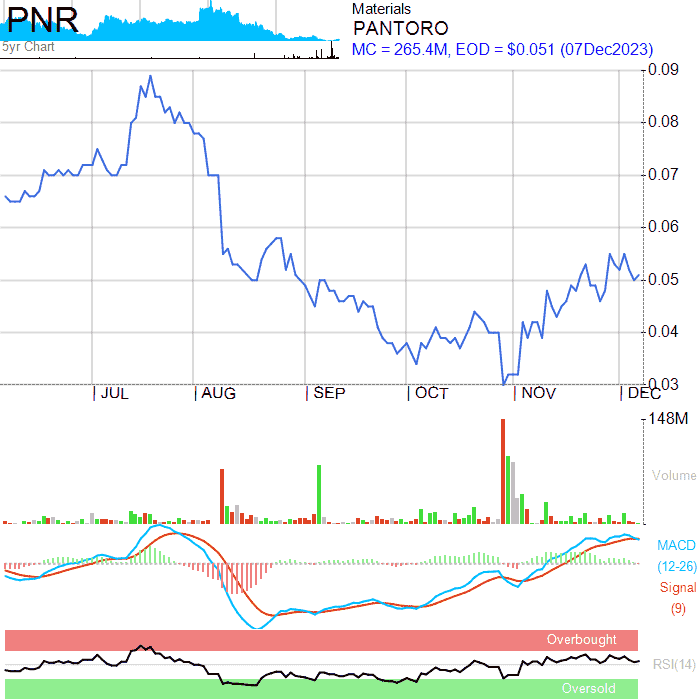 PNR
5yr Chart
Materials
PANTORO
MC = 265.4M, EOD = $0.051 (07Dec2023)
0.09
0.08
0.07
0.06
0.05
0.04
0.03
JUL AUG SEP OCT NOV DEC
148M
Volume
MACD
(12-26)
Signal
(9)
Overbought
RSI(14)
Oversold